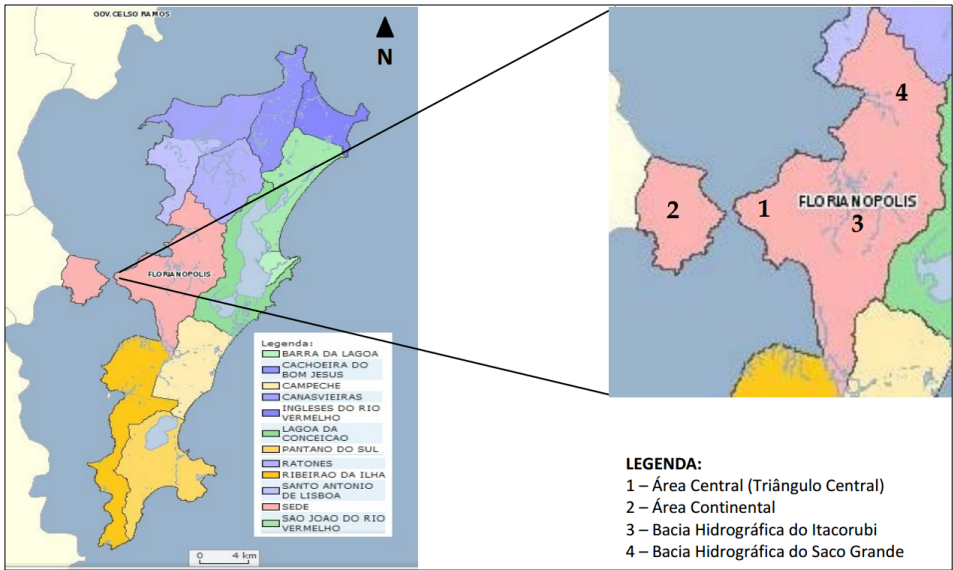 GOV.CELSO RAMOS
N
FLORIANOPOLIS
Legenda:
BARRA DA LAGOA
CACHOEIRA DO
BOM JESUS
CAMPECHE
CANASVIEIRAS
INGLESES DO RIO
VERMELHO
LAGOA DA
CONCEICAO
PANTANO DO SUL
RATONES
RIBEIRAO DA ILHA
SANTO ANTONIO
DE LISBOA
SEDE
SAO JOAO DO RIO
VERMELHO
0 4 km
4
2
1
FLORIANOPOLIS
3
LEGENDA:
1 – Área Central (Triângulo Central)
2 – Área Continental
3 – Bacia Hidrográfica do Itacorubi
4 – Bacia Hidrográfica do Saco Grande